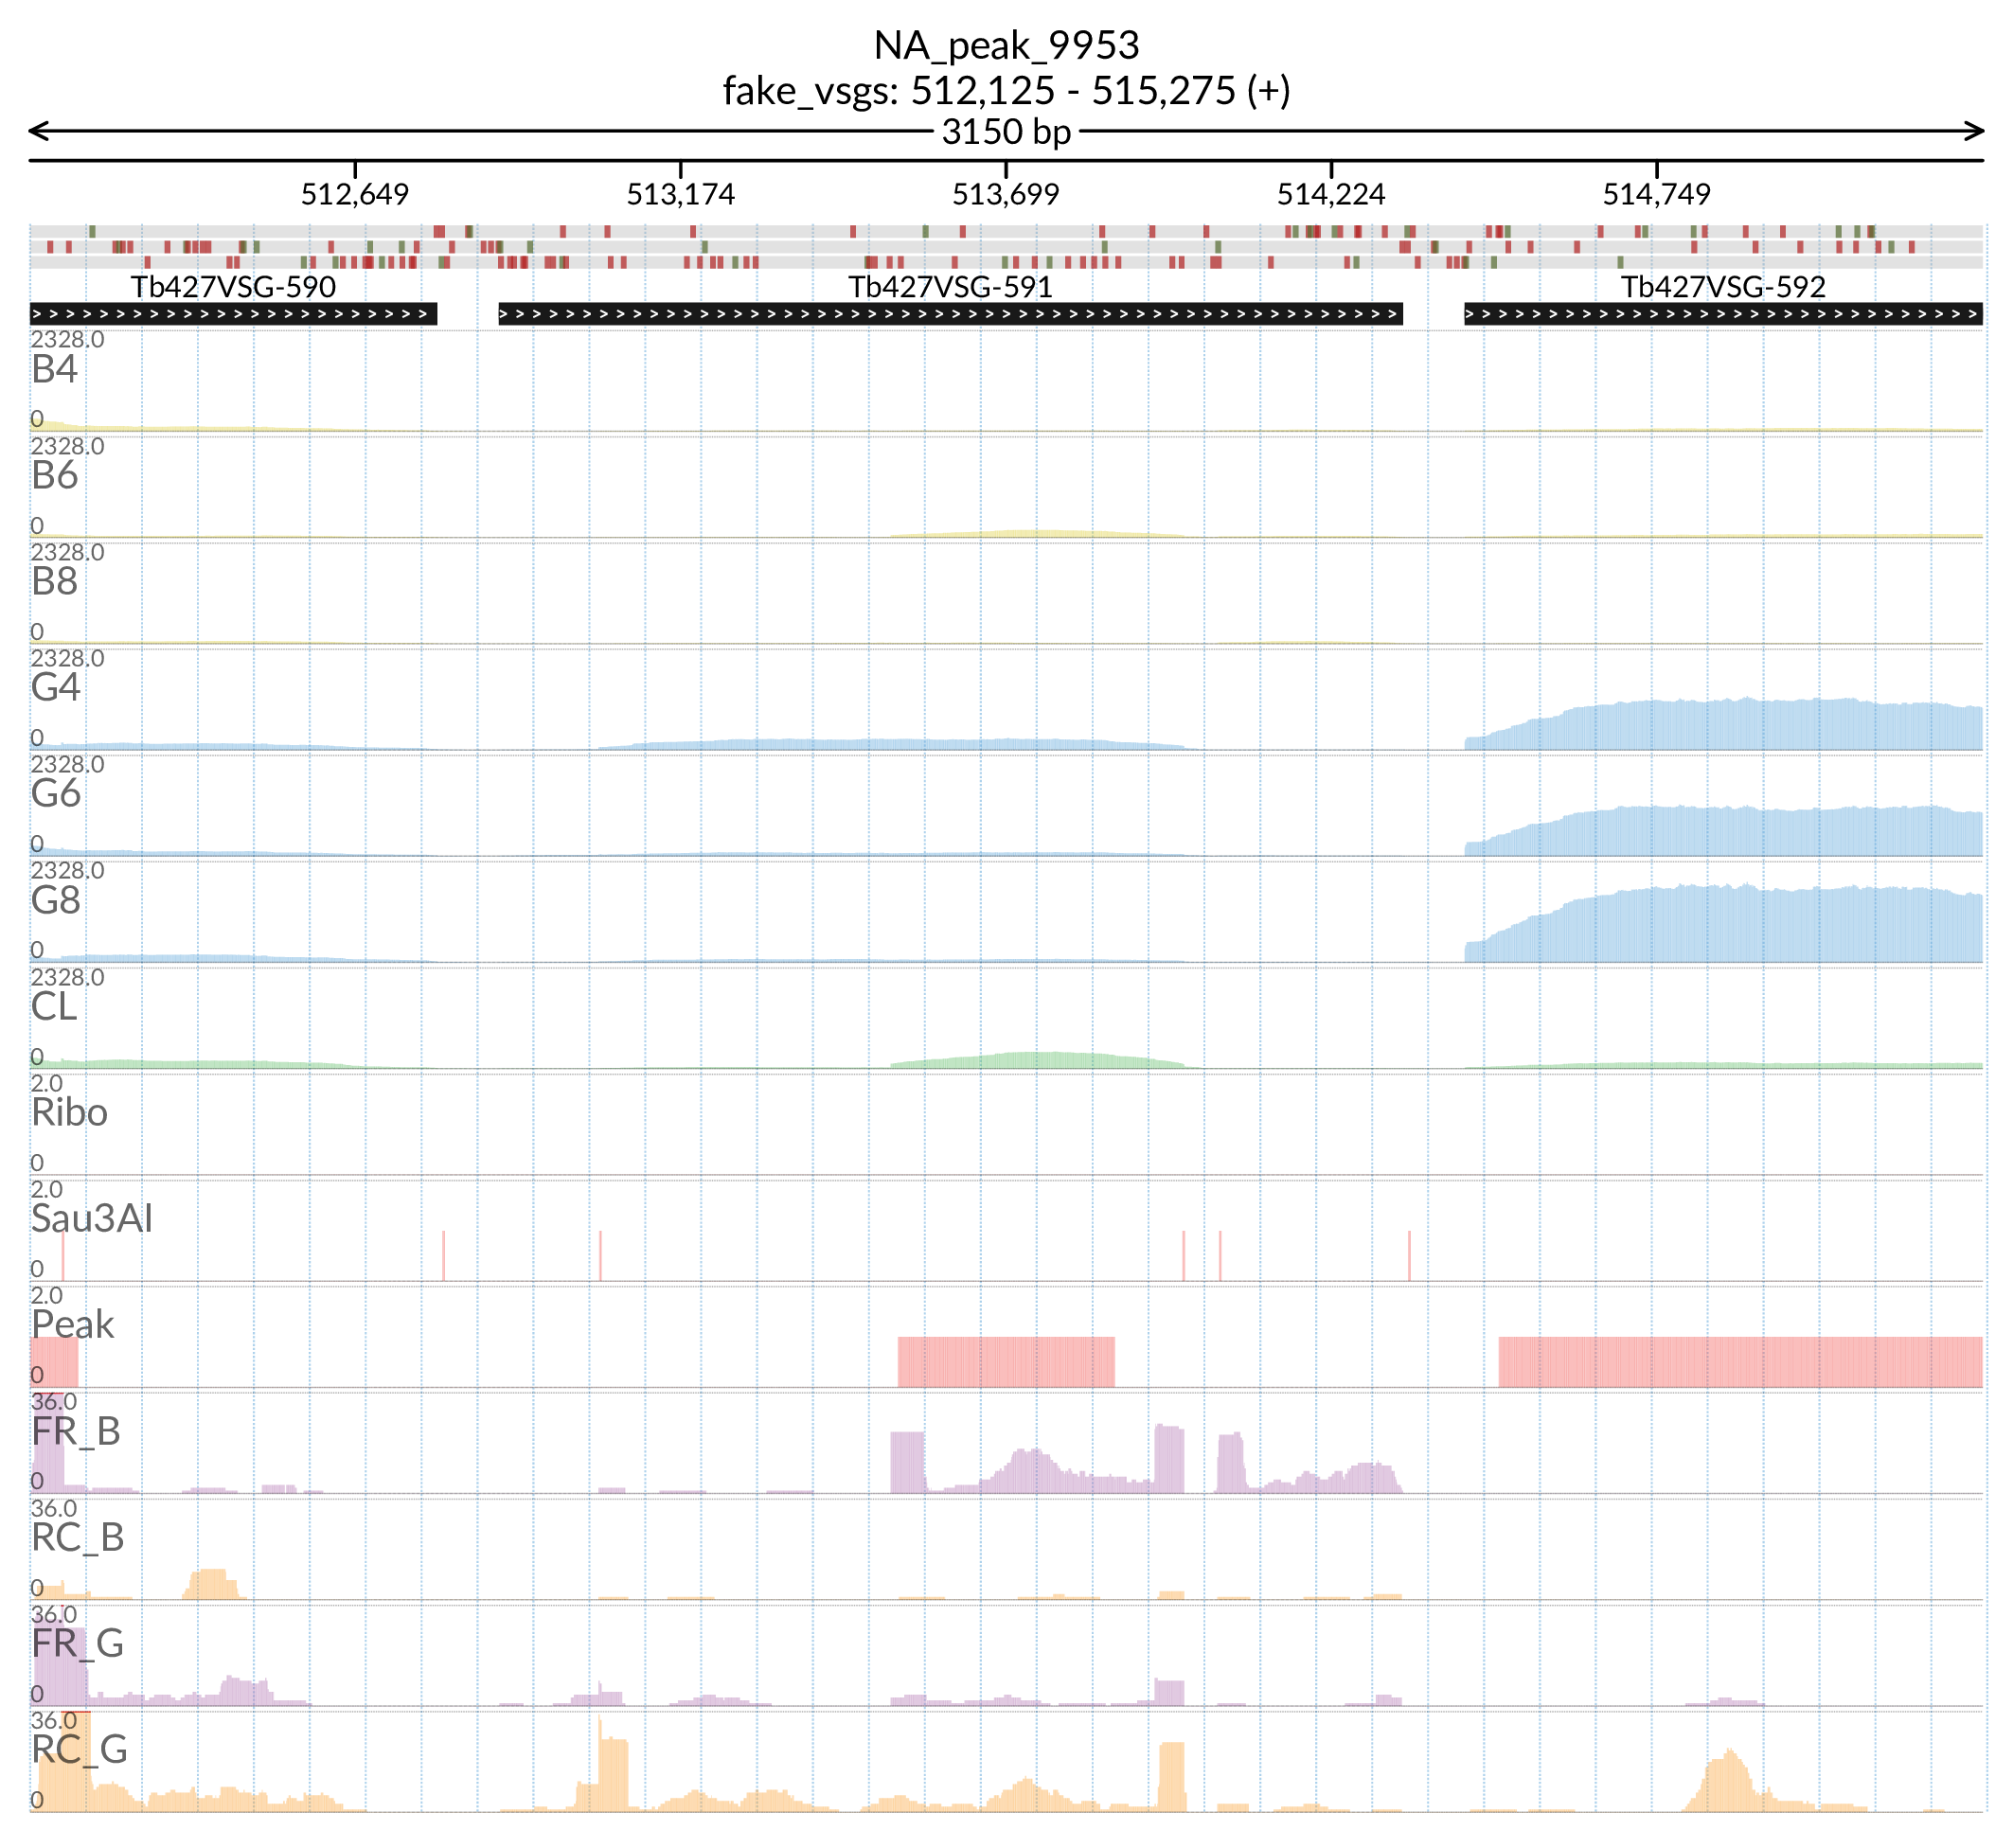 NA_peak_9953
fake_vsgs: 512,125 - 515,275 (+)
3150 bp
512,649 513,174 513,699 514,224 514,749
Tb427VSG-590 Tb427VSG-591 Tb427VSG-592
2328.0
B4
0
2328.0
B6
0
2328.0
B8
0
2328.0
G4
0
2328.0
G6
0
2328.0
G8
0
2328.0
CL
0
2.0
Ribo
0
2.0
Sau3AI
0
2.0
Peak
0
36.0
FR_B
0
36.0
RC_B
0
36.0
FR_G
0
36.0
RC_G
0